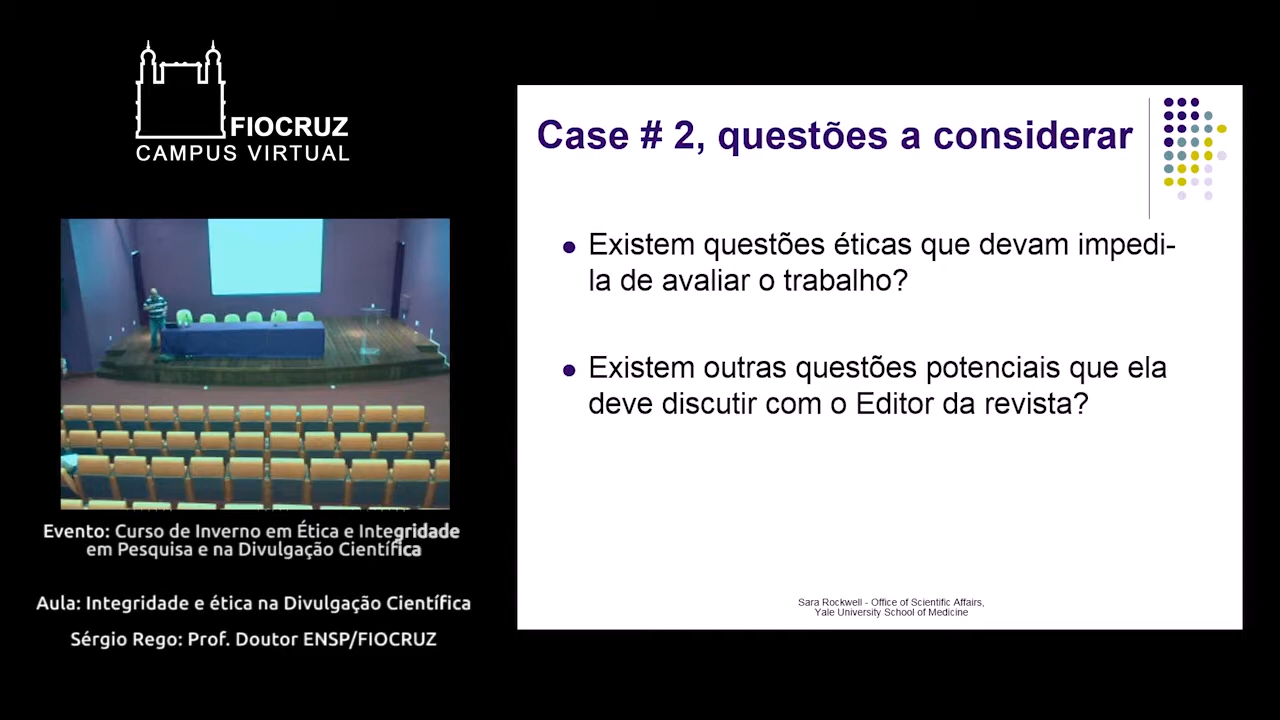 FIOCRUZ
CAMPUS VIRTUAL
Evento: Curso de Inverno em Ética e Integridade
em Pesquisa e na Divulgação Científica
Aula: Integridade e ética na Divulgação Científica
Sérgio Rego: Prof. Doutor ENSP/FIOCRUZ
Case # 2, questões a considerar
Existem questões éticas que devam impedi-
la de avaliar o trabalho?
Existem outras questões potenciais que ela
deve discutir com o Editor da revista?
Sara Rockwell - Office of Scientific Affairs,
Yale University School of Medicine